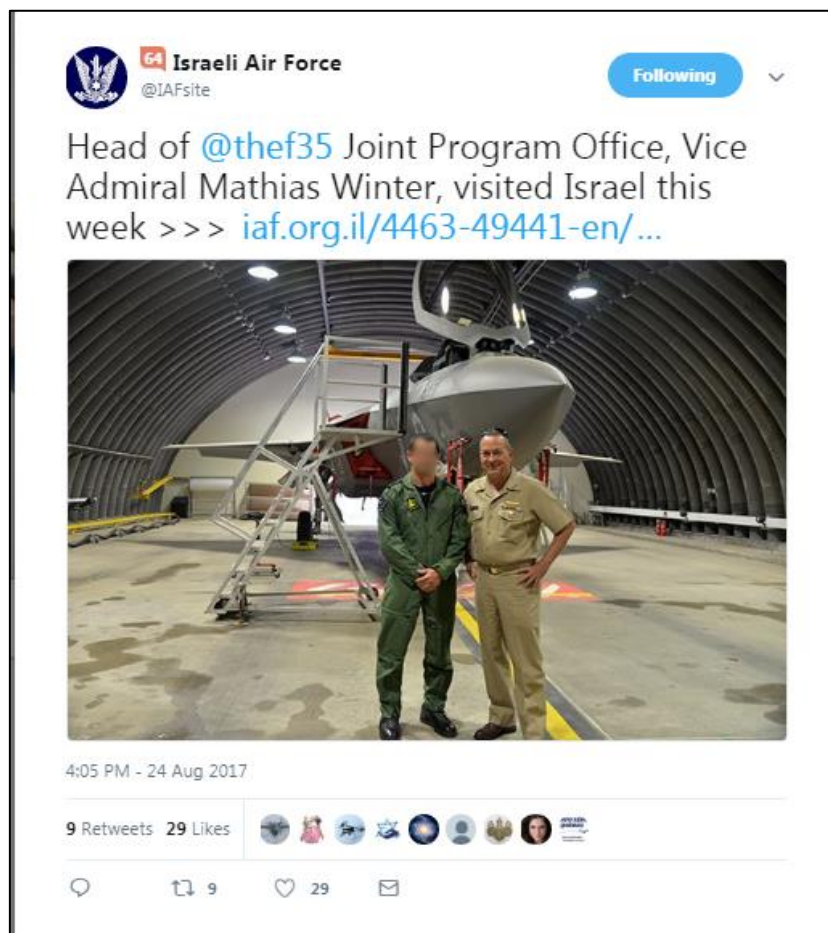 64 Israeli Air Force
@IAFsite
Following
Head of @thef35 Joint Program Office, Vice
Admiral Mathias Winter, visited Israel this
week >>> iaf.org.il/4463-49441-en/...
4:05 PM - 24 Aug 2017
9 Retweets 29 Likes
9 29